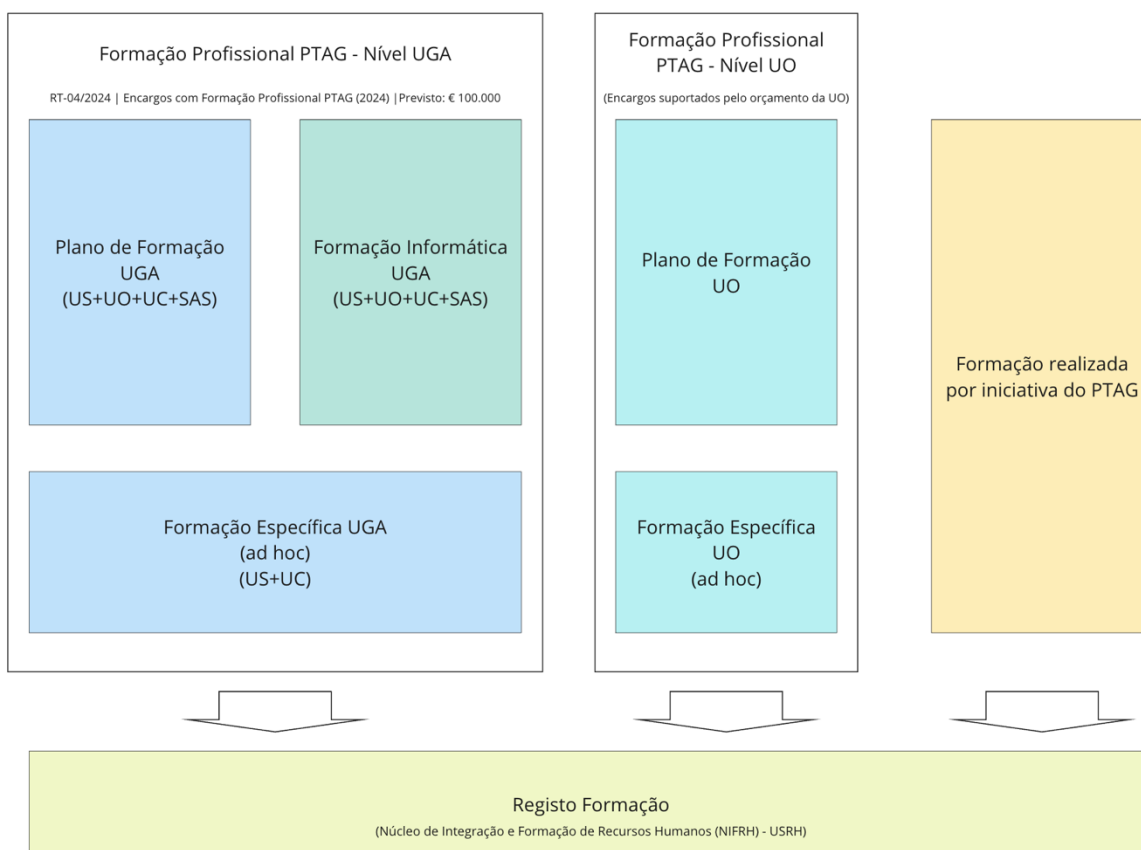 Formação Profissional PTAG - Nível UGA
RT-04/2024 | Encargos com Formação Profissional PTAG (2024) |Previsto: € 100.000
Plano de Formação
UGA
(US+UO+UC+SAS)
Formação Informática
UGA
(US+UO+UC+SAS)
Formação Específica UGA
(ad hoc)
(US+UC)
Formação Profissional
PTAG - Nível UO
(Encargos suportados pelo orçamento da UO)
Plano de Formação
UO
Formação Específica
UO
(ad hoc)
Formação realizada
por iniciativa do PTAG
Registo Formação
(Núcleo de Integração e Formação de Recursos Humanos (NIFRH) - USRH)